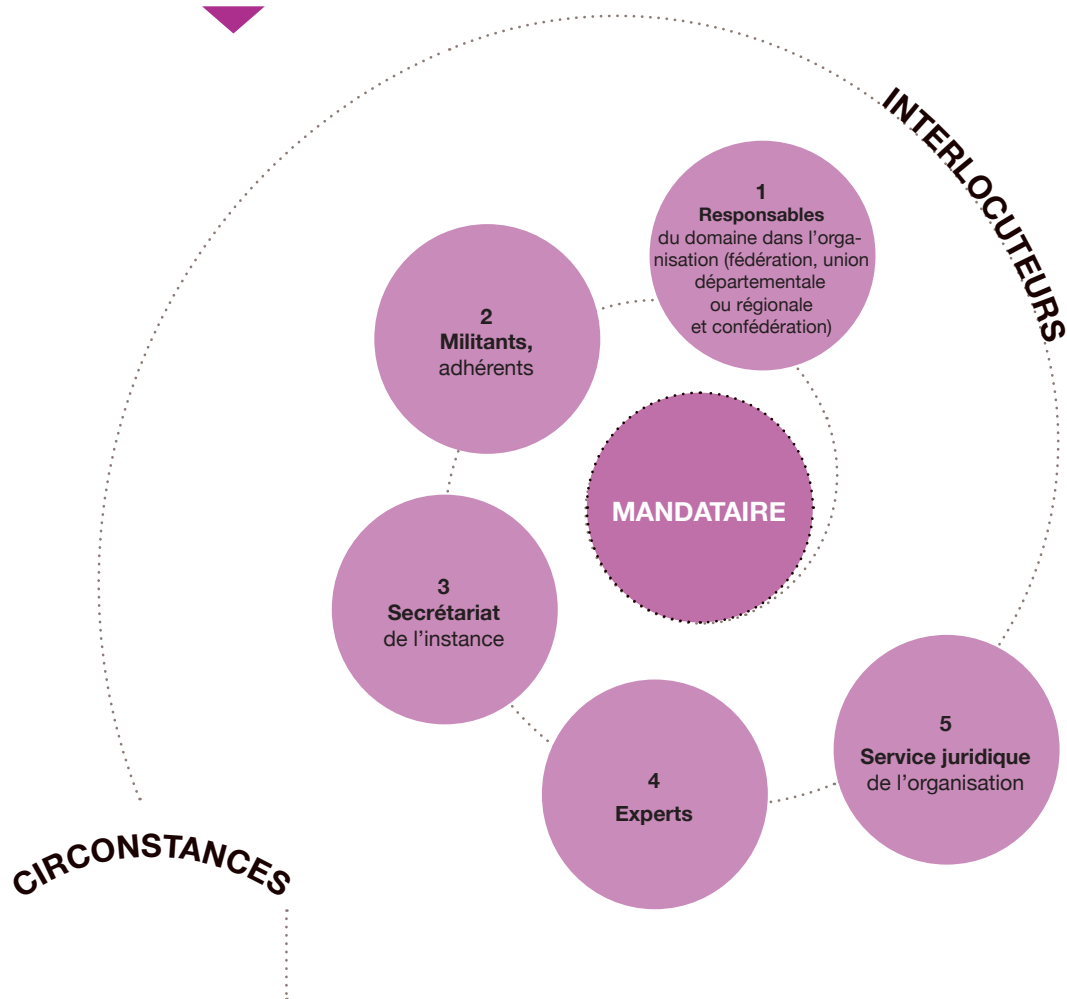 INTERLOCUTEURS
1
Responsables
du domaine dans l'orga-
nisation (fédération, union
départementale
ou régionale
et confédération)
2
Militants,
adhérents
MANDATAIRE
3
Secrétariat
de l'instance
4
Experts
5
Service juridique
de l'organisation
CIRCONSTANCES